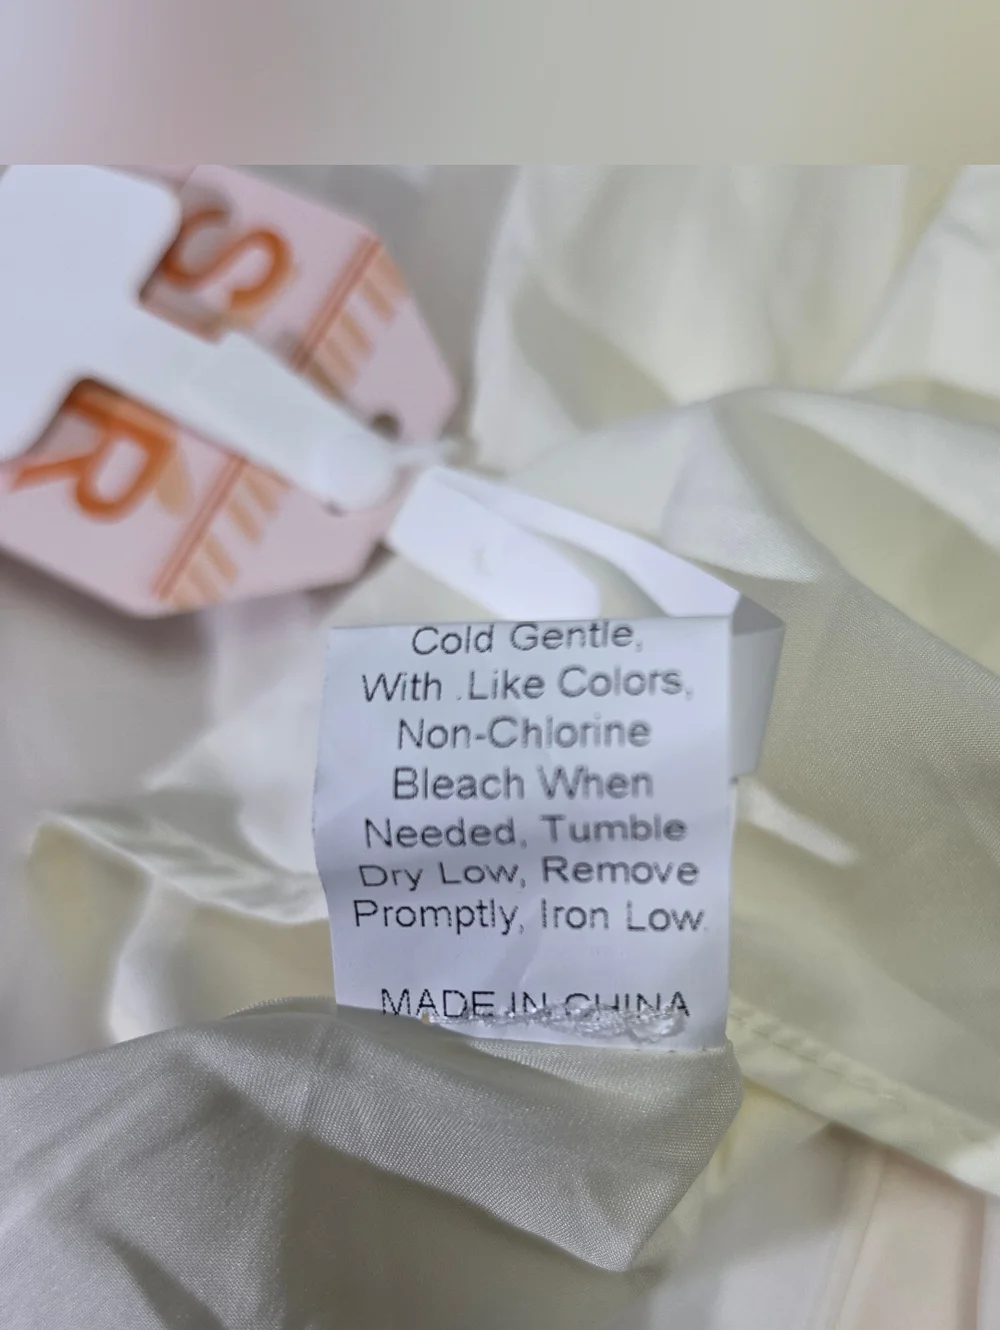 S
R
Cold Gentle,
With .Like Colors,
Non-Chlorine
Bleach When
Needed, Tumble
Dry Low, Remove
Promptly, Iron Low.
MADE IN CHINA